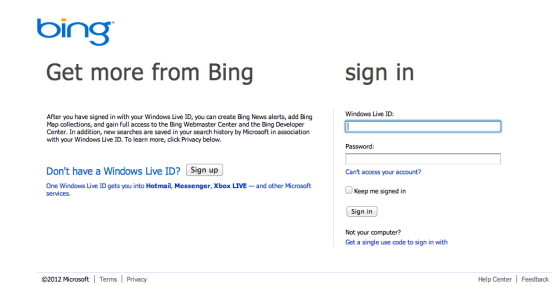 bing
Get more from Bing
After you have signed in with your Windows Live ID, you can create Bing News alerts, add Bing
Map collections, and gain full access to the Bing Webmaster Center and the Bing Developer
Center. In addition, new searches are saved in your search history by Microsoft in association
with your Windows Live ID. To learn more, click Privacy below.
Don't have a Windows Live ID? Sign up
One Windows Live ID gets you into Hotmail, Messenger, Xbox LIVE — and other Microsoft
services.
sign in
Windows Live ID:
Password:
Can't access your account?
Keep me signed in
Sign in
Not your computer?
Get a single use code to sign in with
©2012 Microsoft | Terms | Privacy
Help Center | Feedback